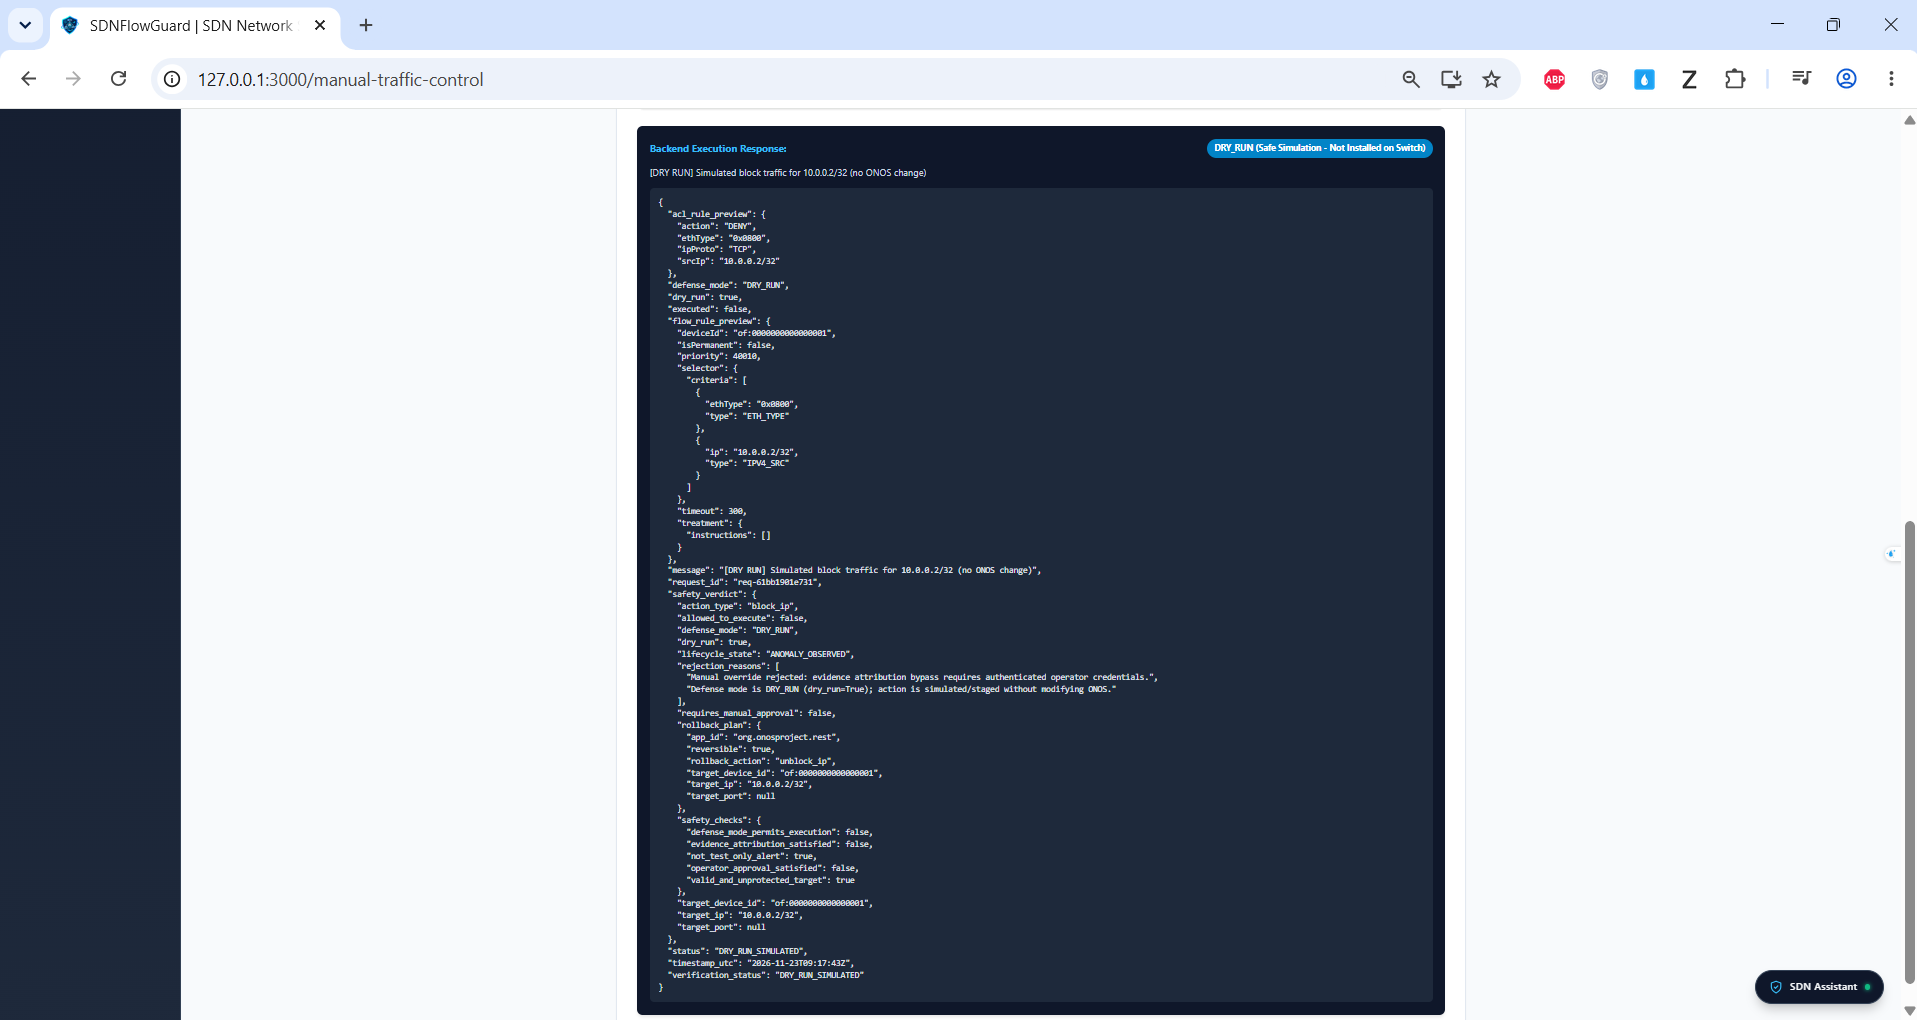 SDNFlowGuard | SDN Network
127.0.0.1:3000/manual-traffic-control
ABP
Z
Backend Execution Response:
DRY_RUN (Safe Simulation - Not Installed on Switch)
[DRY RUN] Simulated block traffic for 10.0.0.2/32 (no ONOS change)
{
"acl_rule_preview": {
"action": "DENY",
"ethType": "0x0800",
"ipProto": "TCP",
"srcIp": "10.0.0.2/32"
},
"defense_mode": "DRY_RUN",
"dry_run": true,
"executed": false,
"flow_rule_preview": {
"deviceId": "of:0000000000000001",
"isPermanent": false,
"priority": 40010,
"selector": {
"criteria": [
{
"ethType": "0x0800",
"type": "ETH_TYPE"
},
{
"ip": "10.0.0.2/32",
"type": "IPV4_SRC"
}
]
},
"timeout": 300,
"treatment": {
"instructions": []
}
},
"message": "[DRY RUN] Simulated block traffic for 10.0.0.2/32 (no ONOS change)",
"request_id": "req-61bb1901e731",
"safety_verdict": {
"action_type": "block_ip",
"allowed_to_execute": false,
"defense_mode": "DRY_RUN",
"dry_run": true,
"lifecycle_state": "ANOMALY_OBSERVED",
"rejection_reasons": [
"Manual override rejected: evidence attribution bypass requires authenticated operator credentials.",
"Defense mode is DRY_RUN (dry_run=True); action is simulated/staged without modifying ONOS."
],
"requires_manual_approval": false,
"rollback_plan": {
"app_id": "org.onosproject.rest",
"reversible": true,
"rollback_action": "unblock_ip",
"target_device_id": "of:0000000000000001",
"target_ip": "10.0.0.2/32",
"target_port": null
},
"safety_checks": {
"defense_mode_permits_execution": false,
"evidence_attribution_satisfied": false,
"not_test_only_alert": true,
"operator_approval_satisfied": false,
"valid_and_unprotected_target": true
},
"target_device_id": "of:0000000000000001",
"target_ip": "10.0.0.2/32",
"target_port": null
},
"status": "DRY_RUN_SIMULATED",
"timestamp_utc": "2026-11-23T09:17:43Z",
"verification_status": "DRY_RUN_SIMULATED"
}
SDN Assistant